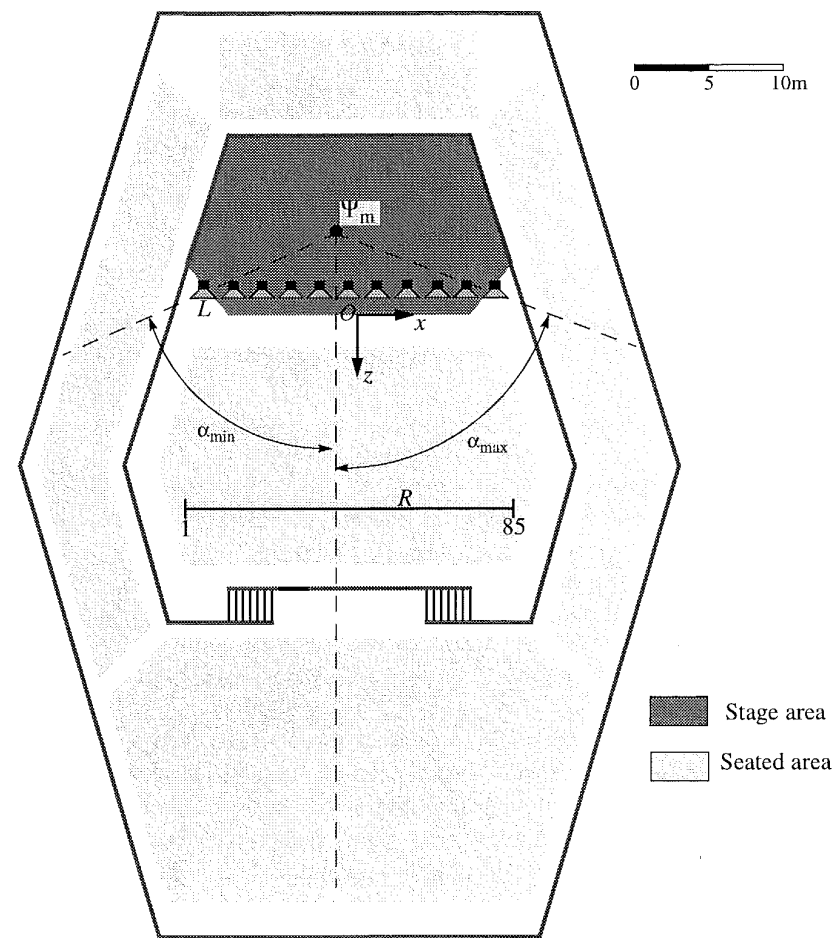 0 5 10m
Ψm
L O x
z
αmin αmax
R
1 85
Stage area
Seated area